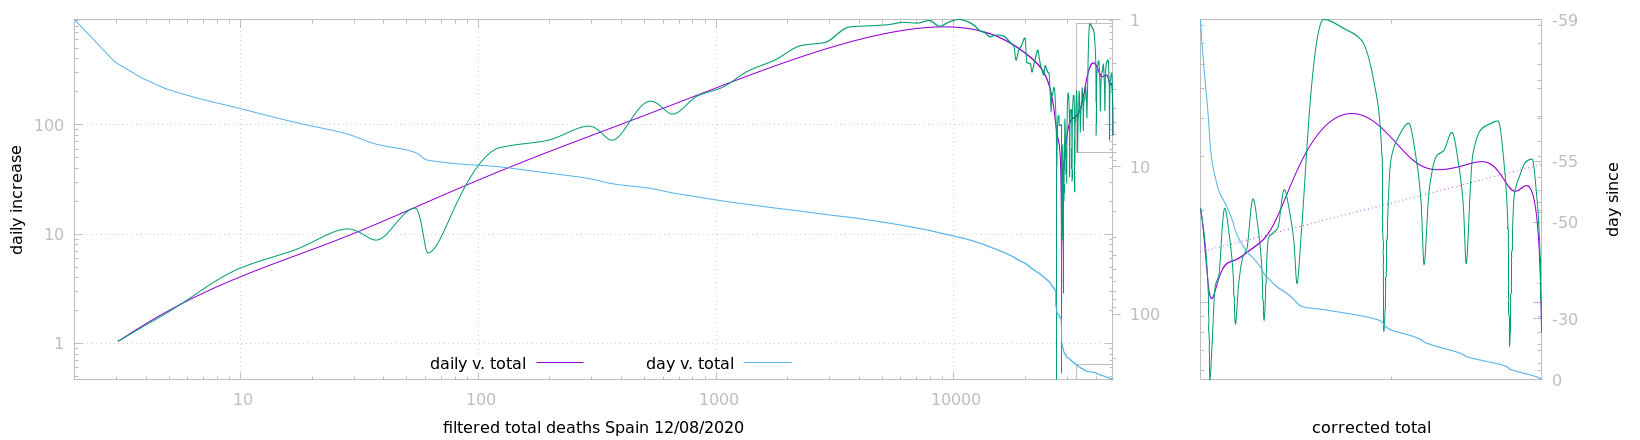 1
-59
100
10
-55
daily increase
-50
day since
10
100
-30
1
daily v. total
day v. total
0
10
100
1000
10000
filtered total deaths Spain 12/08/2020
corrected total